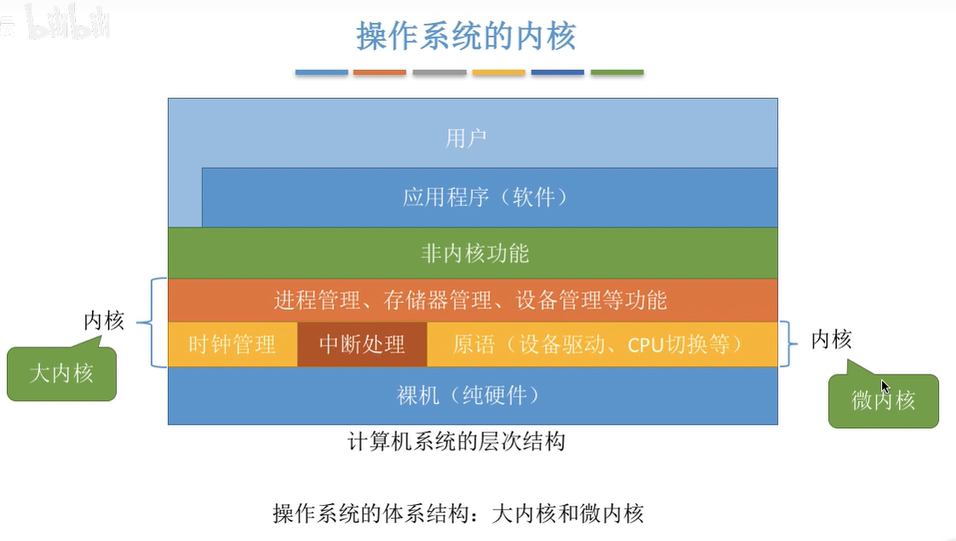 bilibili
操作系统的内核
用户
应用程序（软件）
非内核功能
进程管理、存储器管理、设备管理等功能
内核
时钟管理 中断处理 原语（设备驱动、CPU切换等）
内核
大内核
裸机（纯硬件）
微内核
计算机系统的层次结构
操作系统的体系结构：大内核和微内核